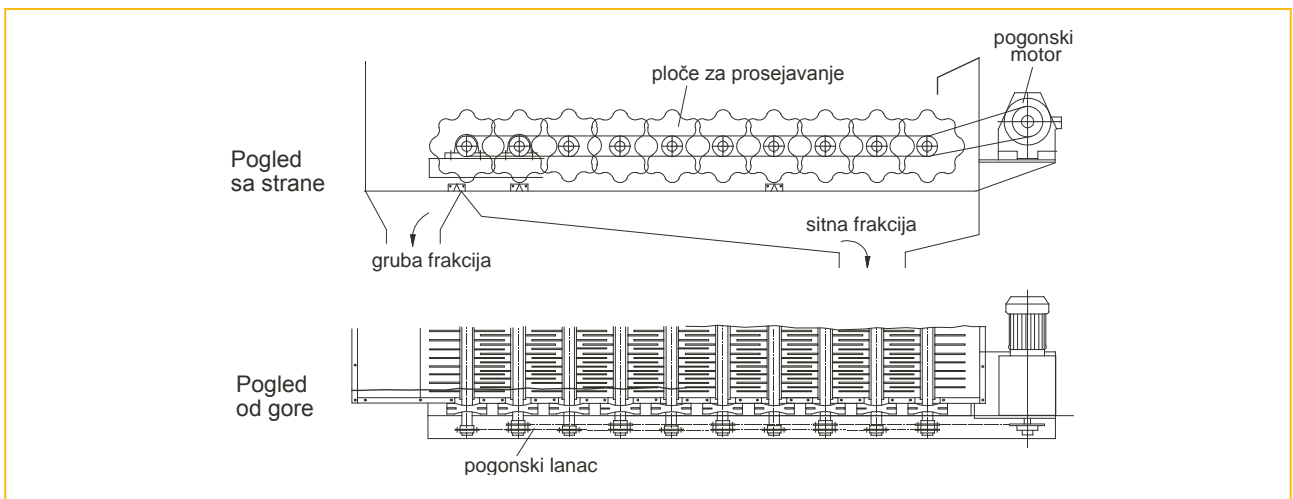 pogonski
motor
ploče za prosejavanje
Pogled
sa strane
sitna frakcija
gruba frakcija
Pogled
od gore
pogonski lanac